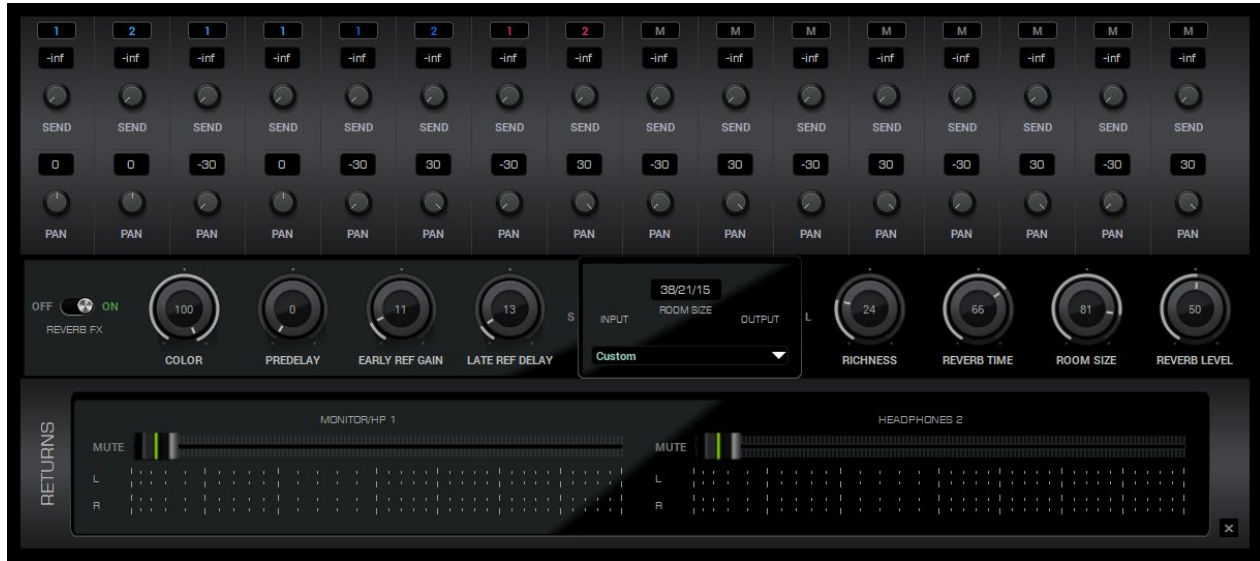 1 2 1 1 1 2 1 2 M M M M M M M M
-inf -inf -inf -inf -inf -inf -inf -inf -inf -inf -inf -inf -inf -inf -inf -inf
SEND SEND SEND SEND SEND SEND SEND SEND SEND SEND SEND SEND SEND SEND SEND SEND
0 0 -30 0 -30 30 -30 30 -30 30 -30 30 -30 30 -30 30
PAN PAN PAN PAN PAN PAN PAN PAN PAN PAN PAN PAN PAN PAN PAN PAN
38/21/15
OFF ON 100 0 11 13 S INPUT ROOM SIZE OUTPUT L 24 66 81 50
REVERB FX
COLOR PREDELAY EARLY REF GAIN LATE REF DELAY Custom RICHNESS REVERB TIME ROOM SIZE REVERB LEVEL
RETURNS
MONITOR/HP 1 HEADPHONES 2
MUTE MUTE
L L
R R
X